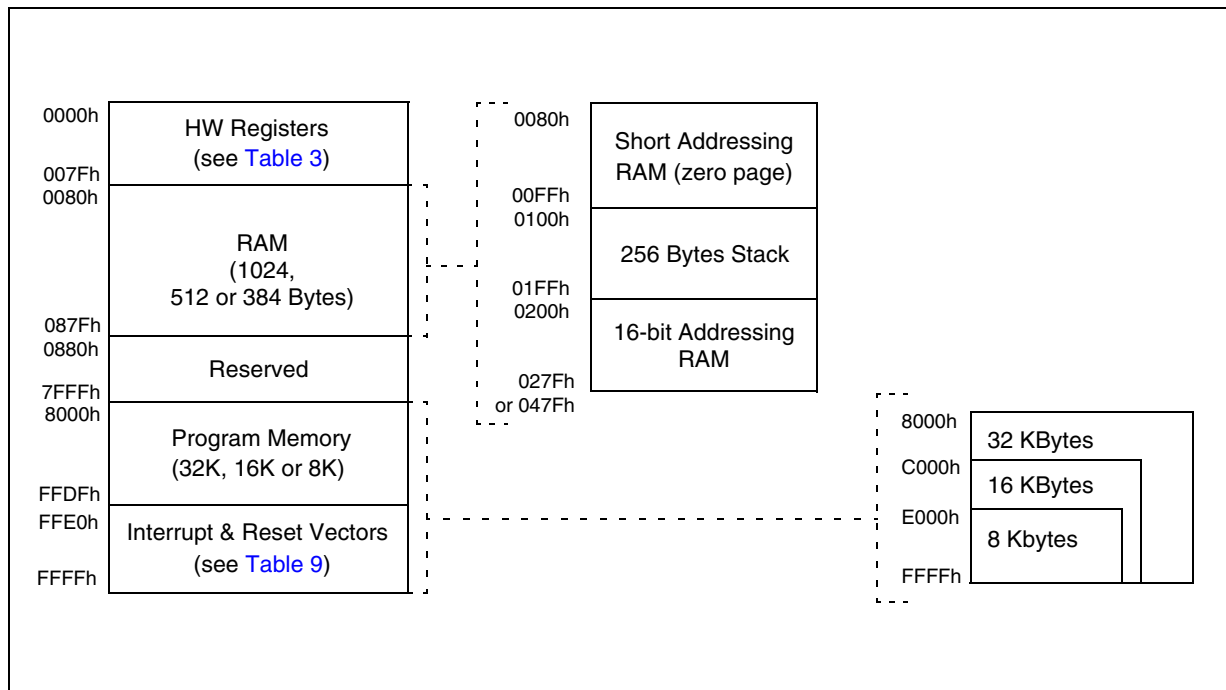 0000h
HW Registers
(see Table 3)
007Fh
0080h
RAM
(1024,
512 or 384 Bytes)
087Fh
0880h
Reserved
7FFFh
8000h
Program Memory
(32K, 16K or 8K)
FFDFh
FFE0h
Interrupt & Reset Vectors
(see Table 9)
FFFFh
0080h
Short Addressing
RAM (zero page)
00FFh
0100h
256 Bytes Stack
01FFh
0200h
16-bit Addressing
RAM
027Fh
or 047Fh
8000h
32 KBytes
C000h
16 KBytes
E000h
8 Kbytes
FFFFh